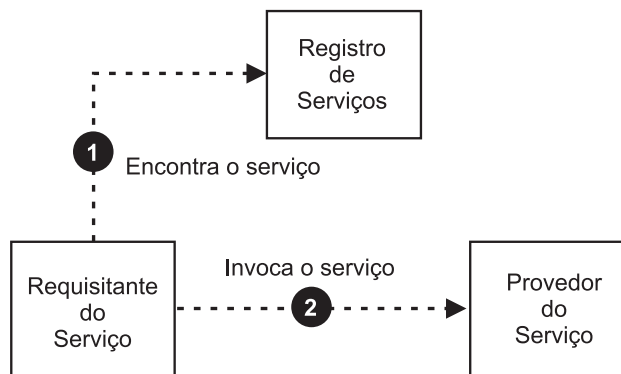 Registro
de
Serviços
1
Encontra o serviço
Requisitante
do
Serviço
Invoca o serviço
2
Provedor
do
Serviço